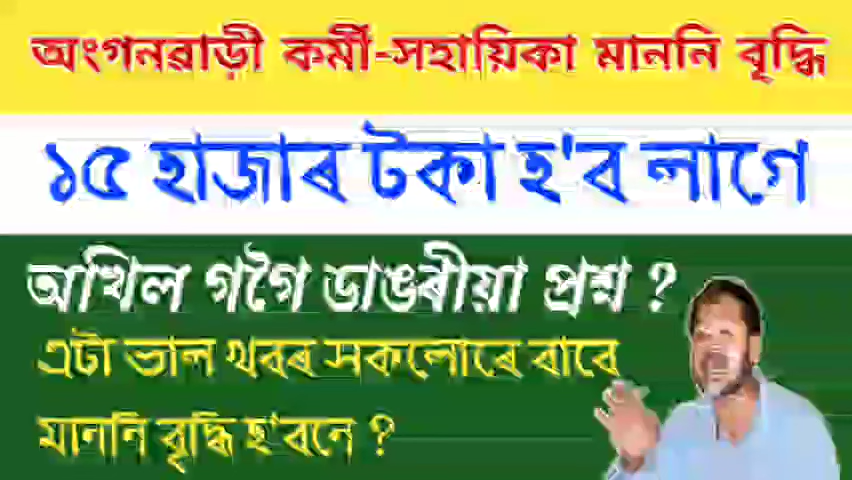 অংগনৱাড়ী কৰ্মী-সহায়িকা মাননি বৃদ্ধি
১৫ হাজাৰ টকা হ'ব লাগে
অখিল গগৈ ডাঙৰীয়া প্ৰশ্ন ?
এটা ভাল খবৰ সকলোৰে বাবে
মাননি বৃদ্ধি হ'বনে ?